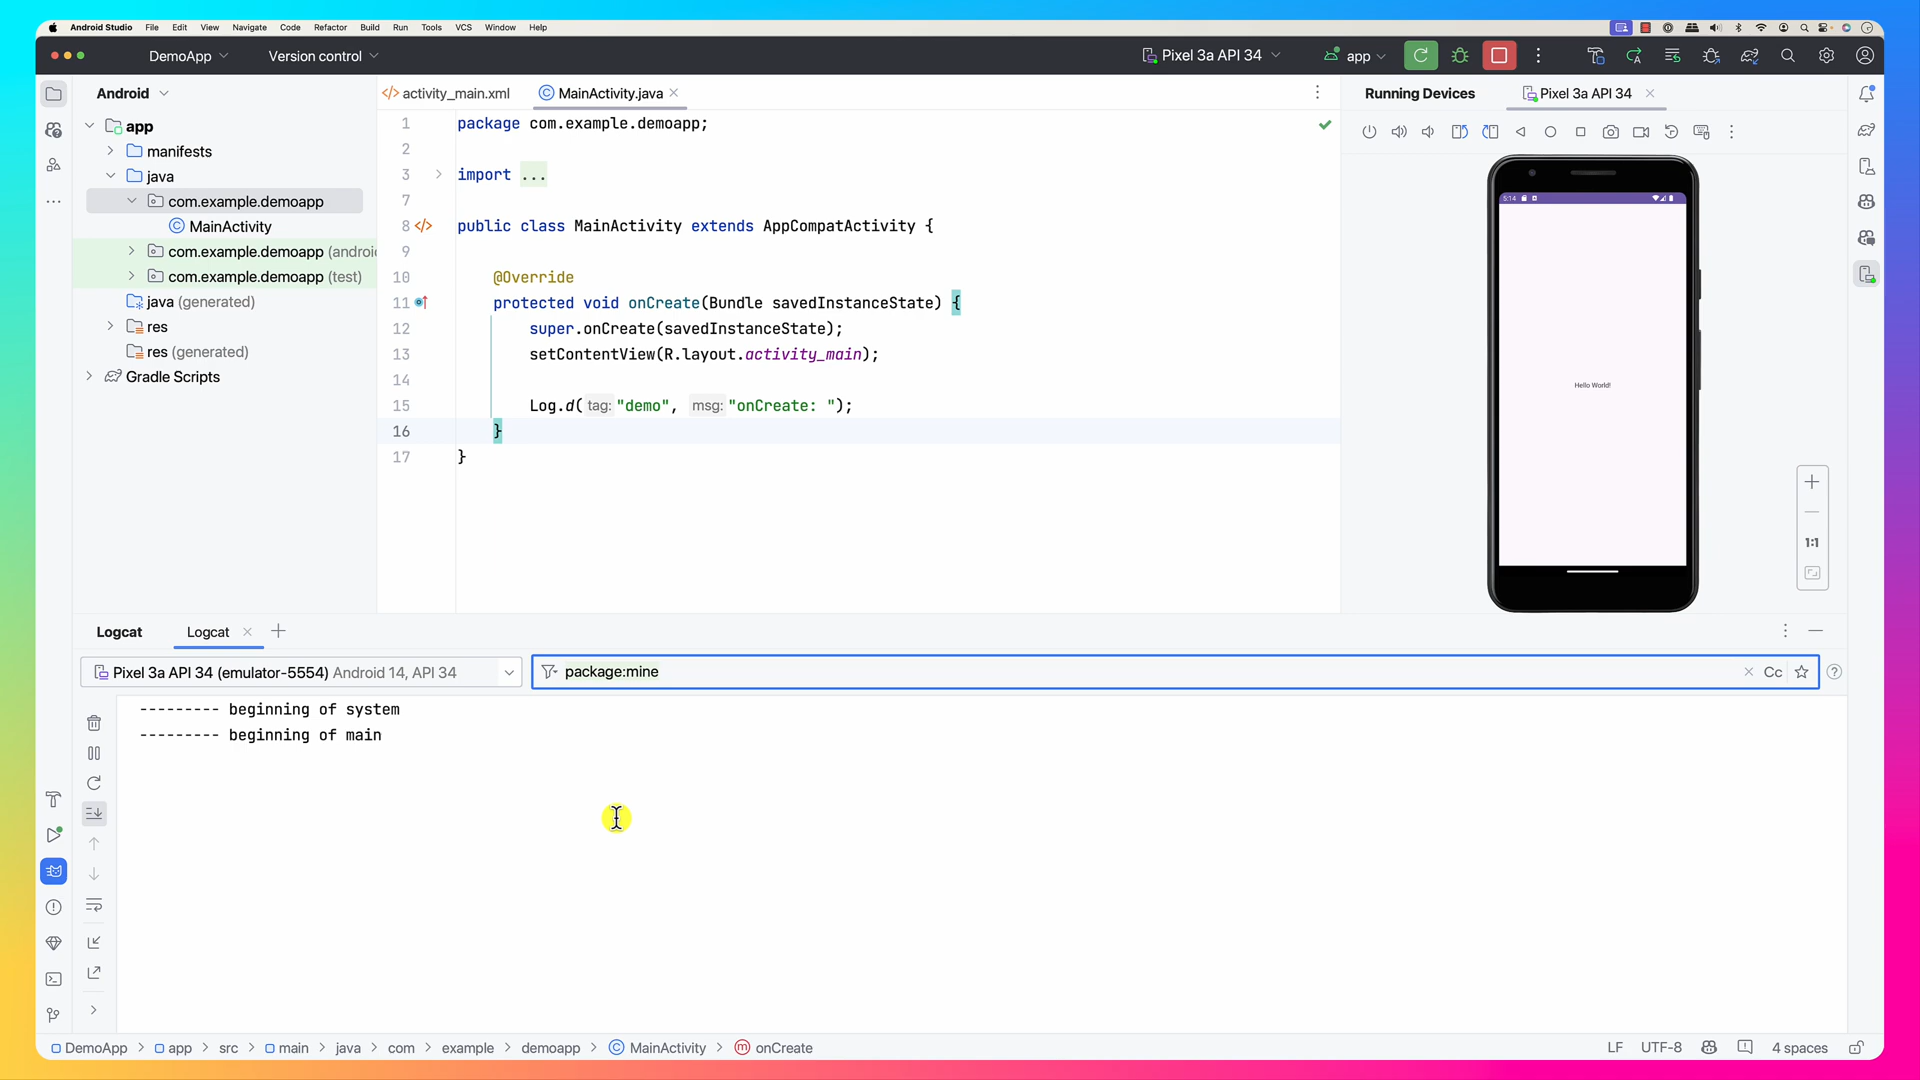 Android Studio File Edit View Navigate Code Refactor Build Run Tools VCS Window Help
DemoApp Version control Pixel 3a API 34 app
Android
app
manifests
java
com.example.demoapp
MainActivity
com.example.demoapp (androi
com.example.demoapp (test)
java (generated)
res
res (generated)
Gradle Scripts
activity_main.xml MainActivity.java
1 package com.example.demoapp;
2
3 import ...
7
8 public class MainActivity extends AppCompatActivity {
9
10 @Override
11 protected void onCreate(Bundle savedInstanceState) {
12 super.onCreate(savedInstanceState);
13 setContentView(R.layout.activity_main);
14
15 Log.d( tag: "demo", msg: "onCreate: ");
16 }
17 }
Running Devices Pixel 3a API 34
5:14
Hello World!
1:1
Logcat Logcat
Pixel 3a API 34 (emulator-5554) Android 14, API 34 package:mine Cc
--------- beginning of system
--------- beginning of main
DemoApp > app > src > main > java > com > example > demoapp > MainActivity > onCreate LF UTF-8 4 spaces